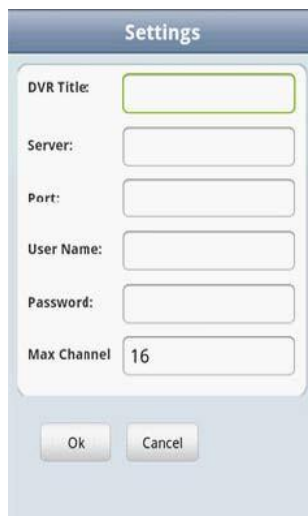 Settings
DVR Title:
Server:
Port:
User Name:
Password:
Max Channel 16
Ok Cancel